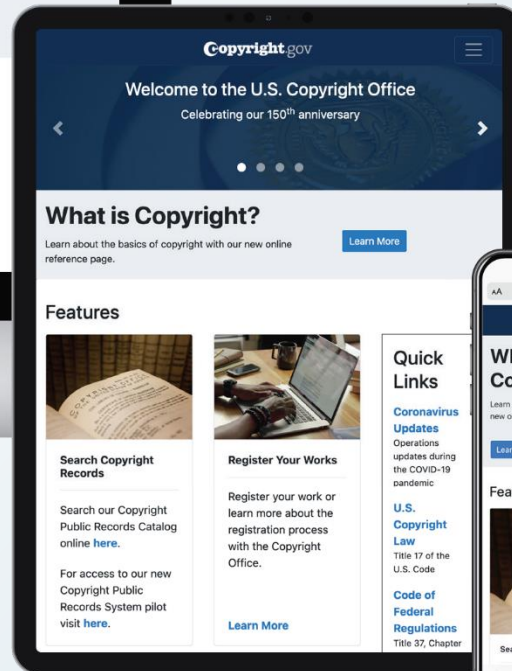 Copyright.gov
Welcome to the U.S. Copyright Office
Celebrating our 150th anniversary
What is Copyright?
Learn about the basics of copyright with our new online
reference page.
Learn More
Features
Search Copyright
Records
Search our Copyright
Public Records Catalog
online here.
For access to our new
Copyright Public
Records System pilot
visit here.
Register Your Works
Register your work or
learn more about the
registration process
with the Copyright
Office.
Learn More
Quick
Links
Coronavirus
Updates
Operations
updates during
the COVID-19
pandemic
U.S.
Copyright
Law
Title 17 of the
U.S. Code
Code of
Federal
Regulations
Title 37, Chapter
AA
Wh
Co
Learn
new o
Lear
Fea
Sea